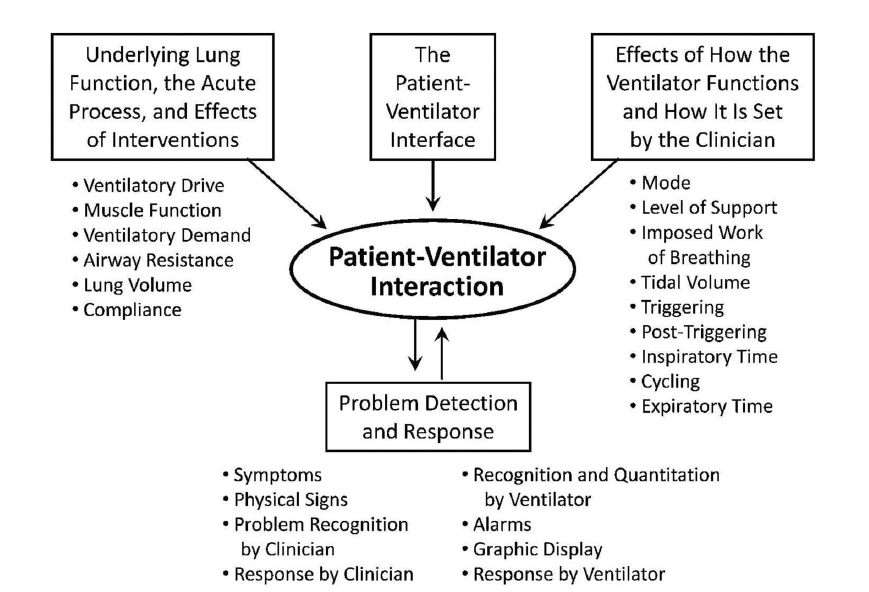 Underlying Lung
Function, the Acute
Process, and Effects
of Interventions
• Ventilatory Drive
• Muscle Function
• Ventilatory Demand
• Airway Resistance
• Lung Volume
• Compliance
The
Patient-
Ventilator
Interface
Effects of How the
Ventilator Functions
and How It Is Set
by the Clinician
• Mode
• Level of Support
• Imposed Work
of Breathing
• Tidal Volume
• Triggering
• Post-Triggering
• Inspiratory Time
• Cycling
• Expiratory Time
Patient-Ventilator
Interaction
Problem Detection
and Response
• Symptoms
• Physical Signs
• Problem Recognition
by Clinician
• Response by Clinician
• Recognition and Quantitation
by Ventilator
• Alarms
• Graphic Display
• Response by Ventilator